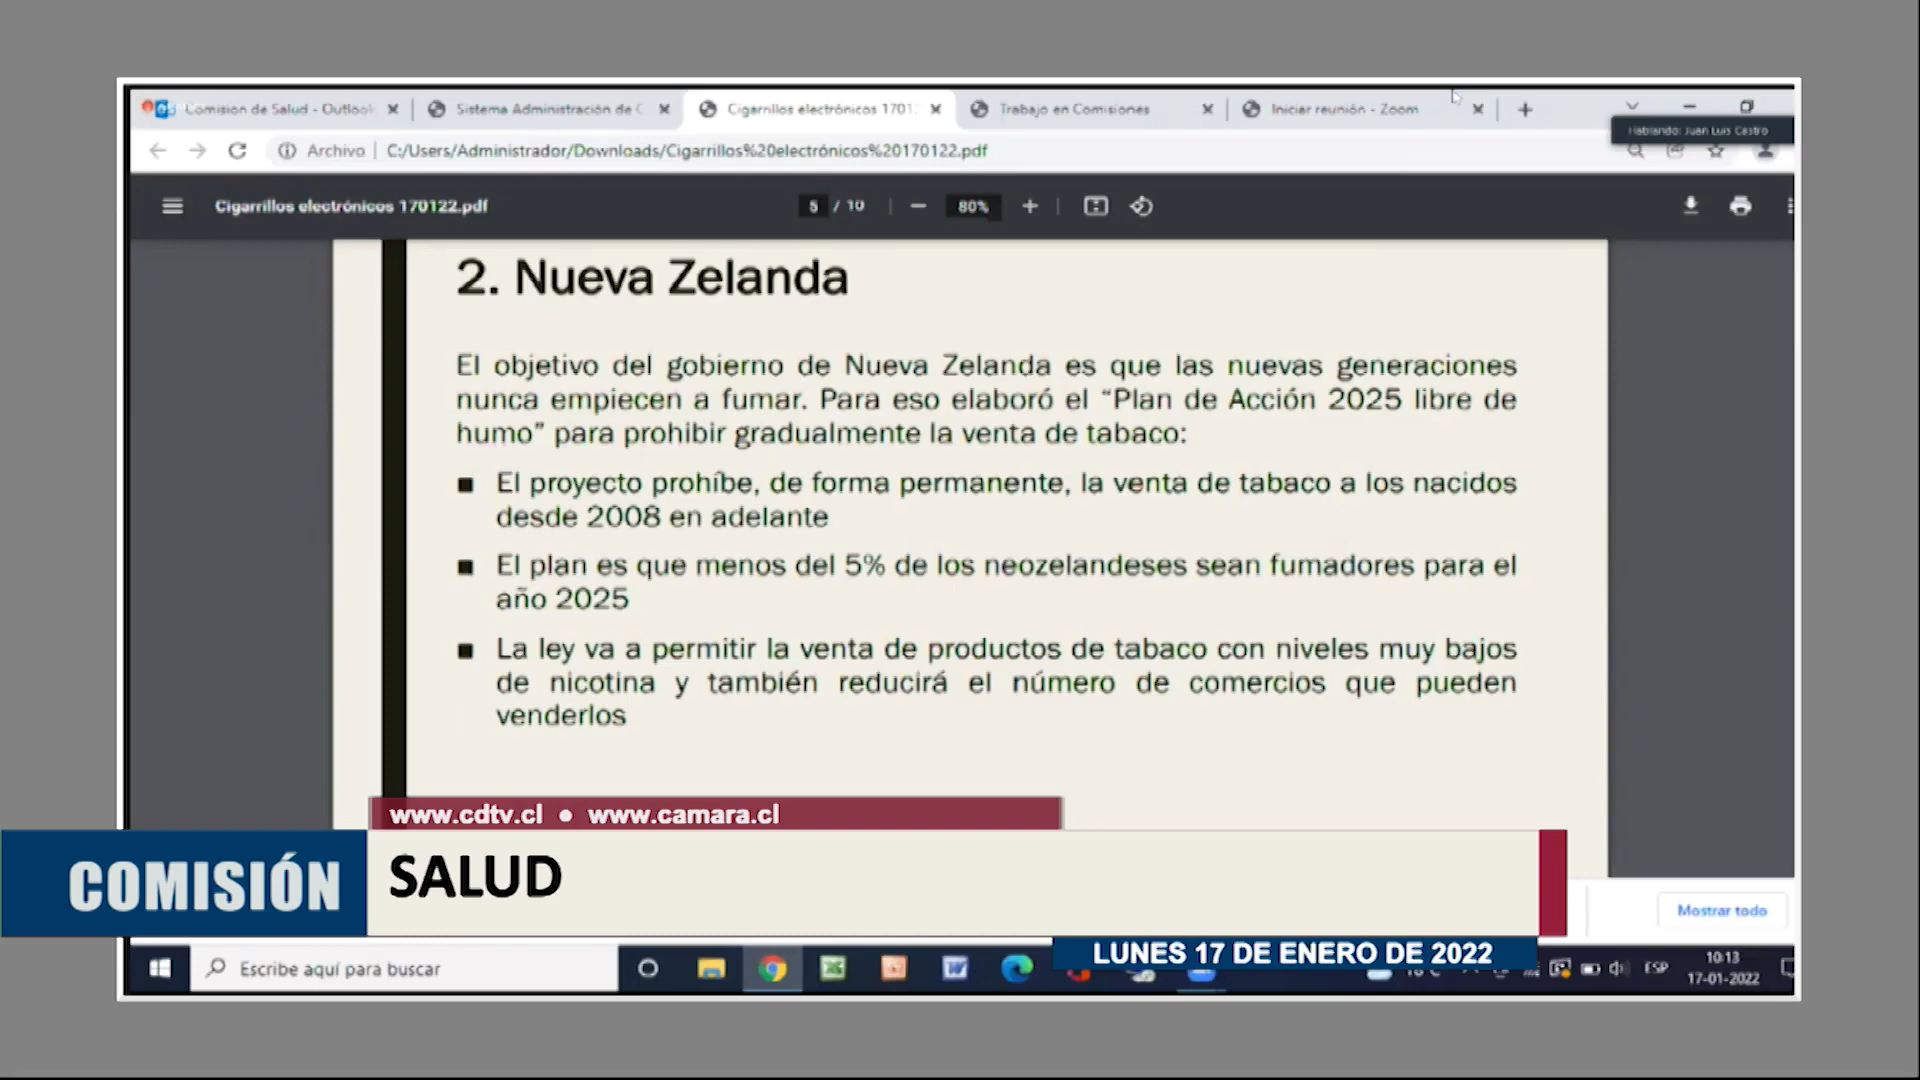 Comision de Salud - Outlook
Sistema Administración de C
Cigarrillos electrónicos 1701
Trabajo en Comisiones
Iniciar reunión - Zoom
Hablando: Juan Luis Castro
Archivo | C:/Users/Administrador/Downloads/Cigarrillos%20electrónicos%20170122.pdf
Cigarrillos electrónicos 170122.pdf
5 / 10
80%
2. Nueva Zelanda
El objetivo del gobierno de Nueva Zelanda es que las nuevas generaciones
nunca empiecen a fumar. Para eso elaboró el “Plan de Acción 2025 libre de
humo” para prohibir gradualmente la venta de tabaco:
■ El proyecto prohíbe, de forma permanente, la venta de tabaco a los nacidos
desde 2008 en adelante
■ El plan es que menos del 5% de los neozelandeses sean fumadores para el
año 2025
■ La ley va a permitir la venta de productos de tabaco con niveles muy bajos
de nicotina y también reducirá el número de comercios que pueden
venderlos
www.cdtv.cl • www.camara.cl
COMISIÓN
SALUD
Mostrar todo
LUNES 17 DE ENERO DE 2022
Escribe aquí para buscar
ESP
10:13
17-01-2022